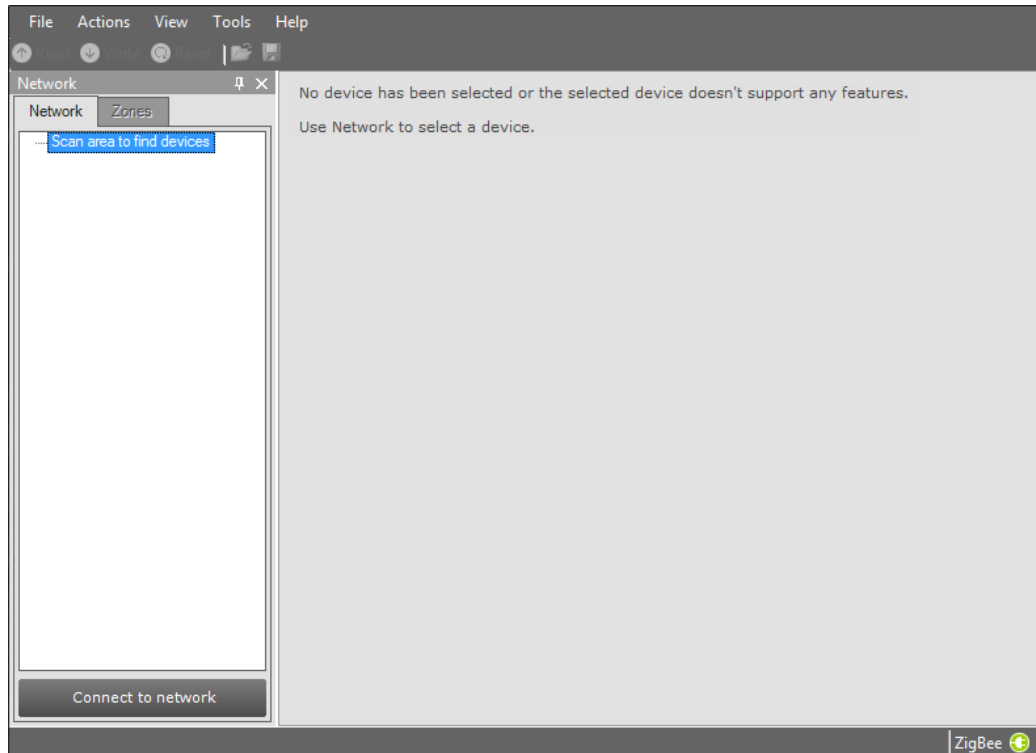 File Actions View Tools Help
Read Write Reset
Network
Network Zones
Scan area to find devices
Connect to network
No device has been selected or the selected device doesn't support any features.
Use Network to select a device.
ZigBee